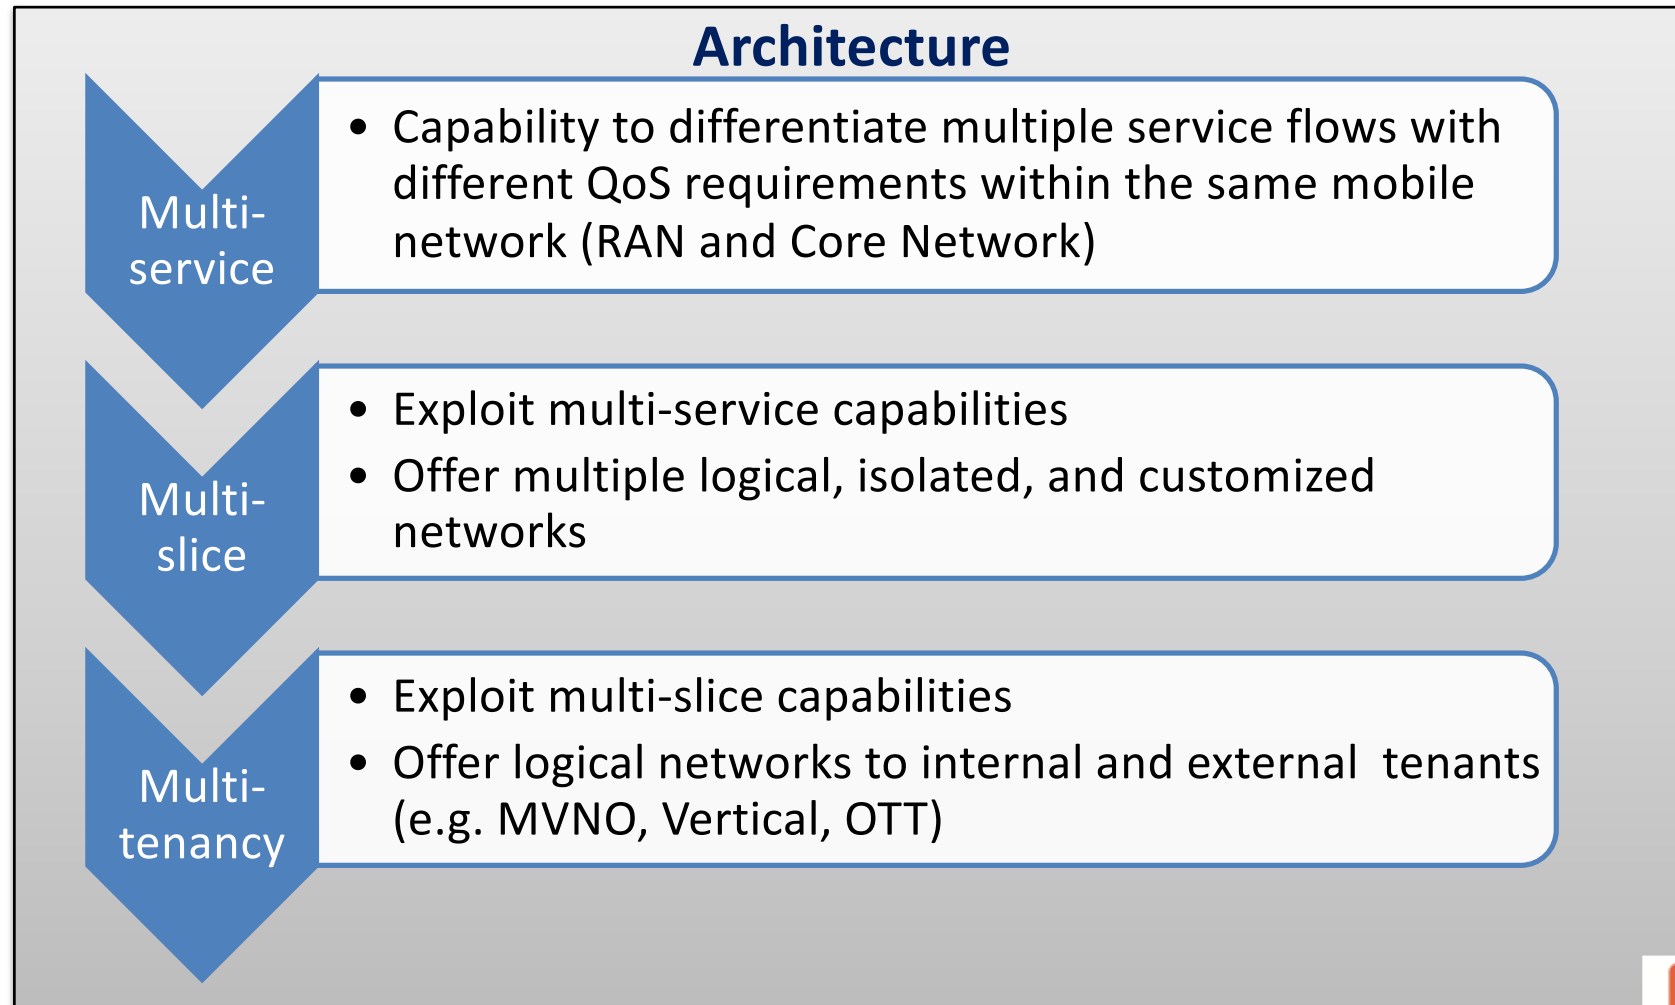 Architecture
Multi-
service
• Capability to differentiate multiple service flows with
different QoS requirements within the same mobile
network (RAN and Core Network)
Multi-
slice
• Exploit multi-service capabilities
• Offer multiple logical, isolated, and customized
networks
Multi-
tenancy
• Exploit multi-slice capabilities
• Offer logical networks to internal and external  tenants
(e.g. MVNO, Vertical, OTT)